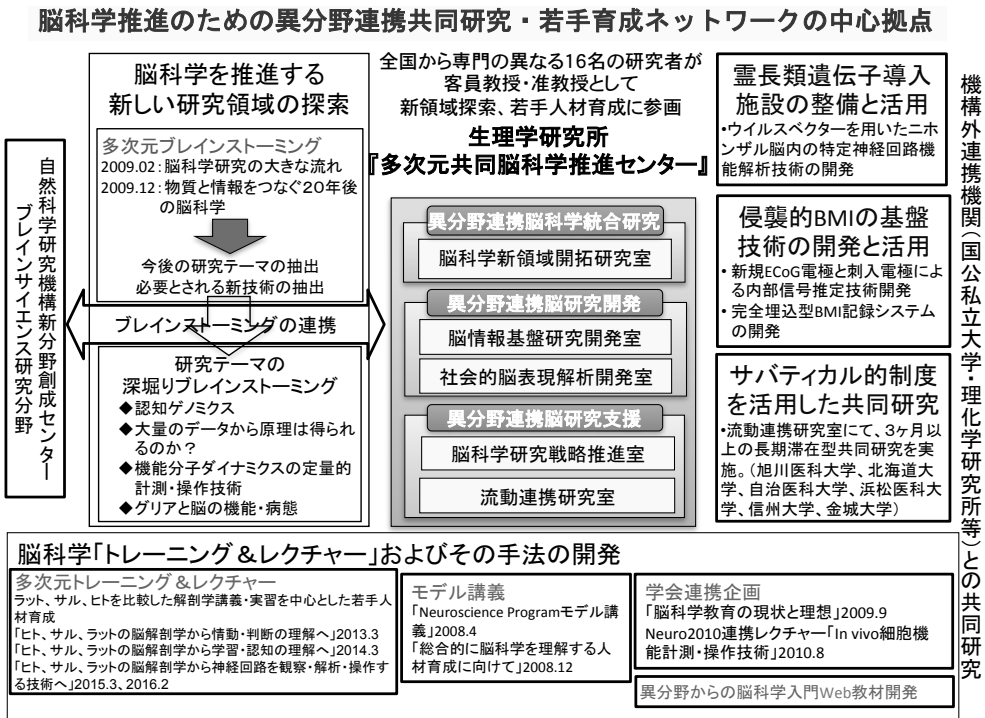 脳科学推進のための異分野連携共同研究・若手育成ネットワークの中心拠点
自然科学研究機構新分野創成センター
ブレインサイエンス研究分野
脳科学を推進する
新しい研究領域の探索
多次元ブレインストーミング
2009.02：脳科学研究の大きな流れ
2009.12：物質と情報をつなぐ２０年後
の脳科学
今後の研究テーマの抽出
必要とされる新技術の抽出
ブレインストーミングの連携
研究テーマの
深堀りブレインストーミング
◆認知ゲノミクス
◆大量のデータから原理は得られ
るのか？
◆機能分子ダイナミクスの定量的
計測・操作技術
◆グリアと脳の機能・病態
全国から専門の異なる16名の研究者が
客員教授・准教授として
新領域探索、若手人材育成に参画
生理学研究所
『多次元共同脳科学推進センター』
異分野連携脳科学統合研究
脳科学新領域開拓研究室
異分野連携脳研究開発
脳情報基盤研究開発室
社会的脳表現解析開発室
異分野連携脳研究支援
脳科学研究戦略推進室
流動連携研究室
霊長類遺伝子導入
施設の整備と活用
•ウイルスベクターを用いたニホ
ンザル脳内の特定神経回路機
能解析技術の開発
侵襲的BMIの基盤
技術の開発と活用
• 新規ECoG電極と刺入電極によ
る内部信号推定技術開発
• 完全埋込型BMI記録システム
の開発
サバティカル的制度
を活用した共同研究
•流動連携研究室にて、３ヶ月以
上の長期滞在型共同研究を実
施。（旭川医科大学、北海道大
学、自治医科大学、浜松医科大
学、信州大学、金城大学）
機構外連携機関（国公私立大学・理化学研究所等）との共同研究
脳科学「トレーニング＆レクチャー」およびその手法の開発
多次元トレーニング＆レクチャー
ラット、サル、ヒトを比較した解剖学講義・実習を中心とした若手人
材育成
「ヒト、サル、ラットの脳解剖学から情動・判断の理解へ」2013.3
「ヒト、サル、ラットの脳解剖学から学習・認知の理解へ」2014.3
「ヒト、サル、ラットの脳解剖学から神経回路を観察・解析・操作す
る技術へ」2015.3、2016.2
モデル講義
「Neuroscience Programモデル講
義」2008.4
「総合的に脳科学を理解する人
材育成に向けて」2008.12
学会連携企画
「脳科学教育の現状と理想」2009.9
Neuro2010連携レクチャー「In vivo細胞機
能計測・操作技術」2010.8
異分野からの脳科学入門Web教材開発